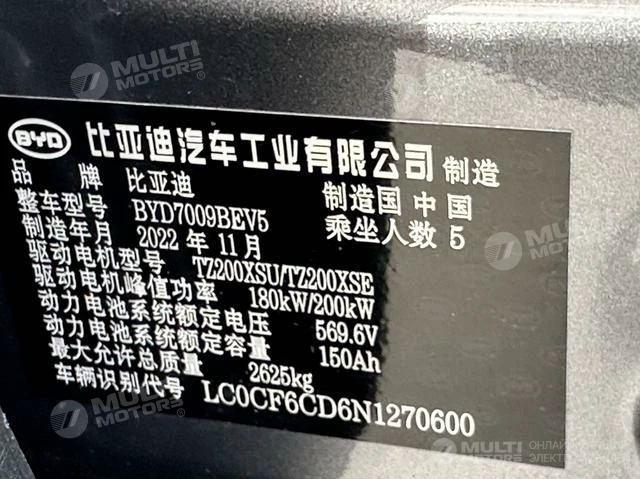 MULTI MOTORS®
MULTI MOTORS®
BYD 比亚迪汽车工业有限公司 制造
品牌 比亚迪 制造国 中国
整车型号 BYD7009BEV5 乘坐人数 5
制造年月 2022 年 11 月
驱动电机型号 TZ200XSU/TZ200XSE
驱动电机峰值功率 180kW/200kW
动力电池系统额定电压 569.6V
动力电池系统额定容量 150Ah
最大允许总质量 2625kg
车辆识别代号 LC0CF6CD6N1270600
MULTI MOTORS®
MULTI MOTORS®
MULTI MOTORS